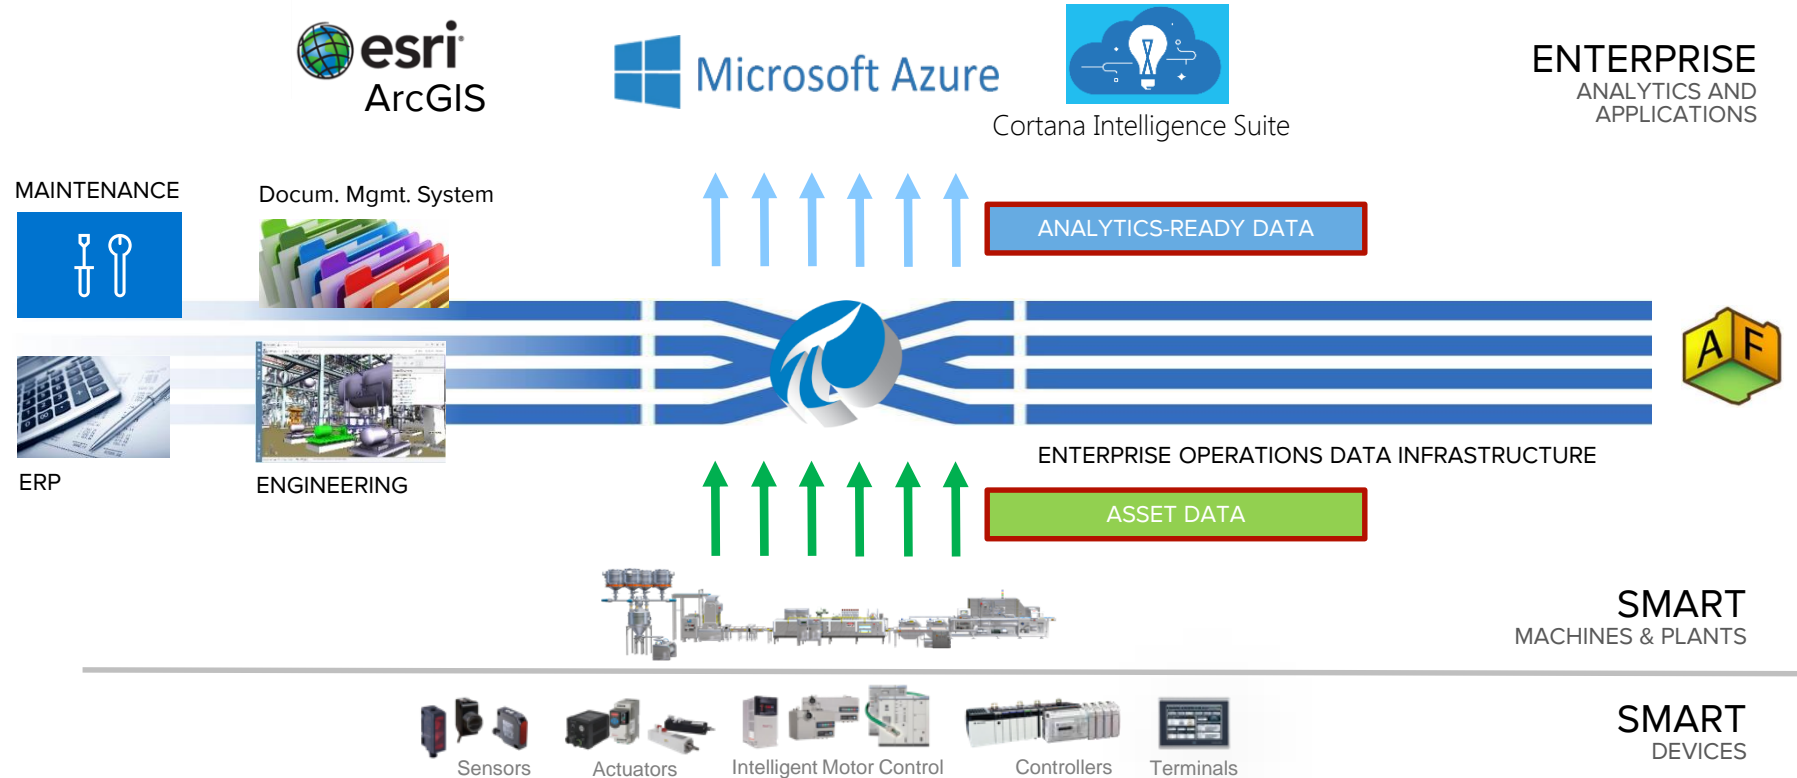 esri
ArcGIS
Microsoft Azure
Cortana Intelligence Suite
ENTERPRISE
ANALYTICS AND
APPLICATIONS
MAINTENANCE
Docum. Mgmt. System
ANALYTICS-READY DATA
AF
ERP
ENGINEERING
ENTERPRISE OPERATIONS DATA INFRASTRUCTURE
ASSET DATA
SMART
MACHINES & PLANTS
SMART
DEVICES
Sensors
Actuators
Intelligent Motor Control
Controllers
Terminals